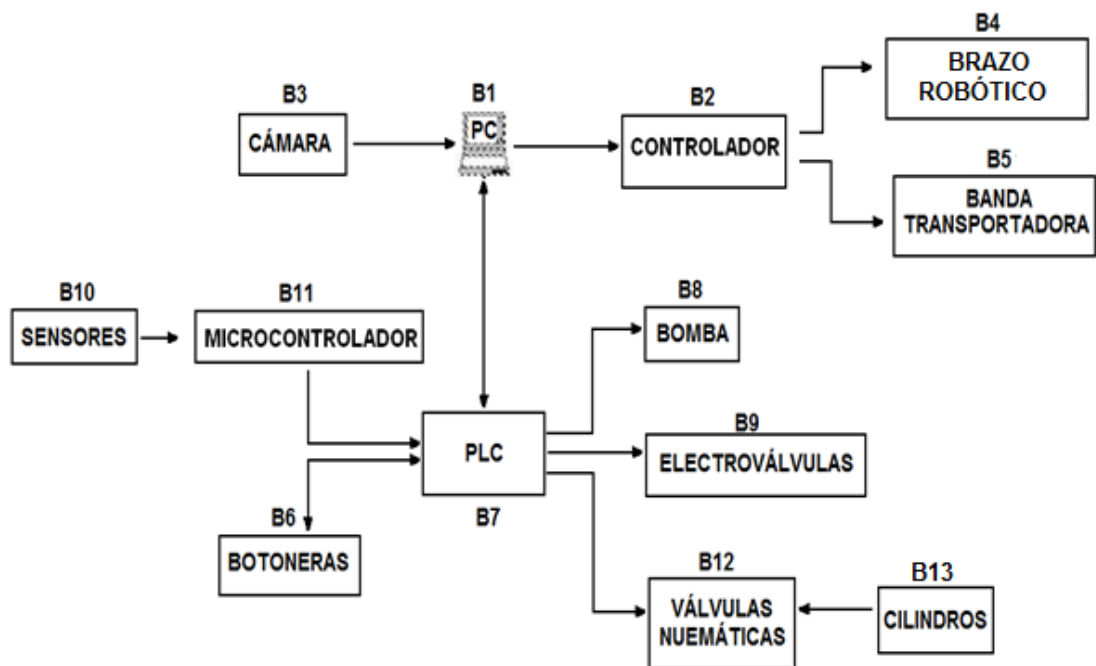 B4
BRAZO
ROBÓTICO
B3
CÁMARA
B1
PC
B2
CONTROLADOR
B5
BANDA
TRANSPORTADORA
B10
SENSORES
B11
MICROCONTROLADOR
B8
BOMBA
PLC
B7
B9
ELECTROVÁLVULAS
B6
BOTONERAS
B12
VÁLVULAS
NUEMÁTICAS
B13
CILINDROS